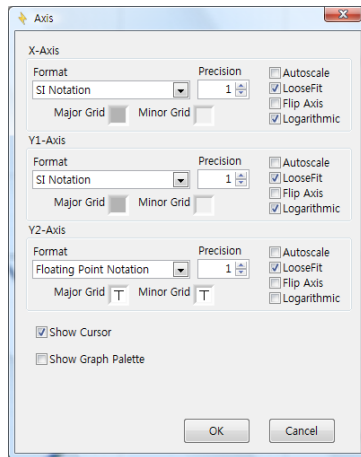 Axis
X-Axis
Format Precision
SI Notation 1
Autoscale
LooseFit
Flip Axis
Logarithmic
Major Grid Minor Grid
Y1-Axis
Format Precision
SI Notation 1
Autoscale
LooseFit
Flip Axis
Logarithmic
Major Grid Minor Grid
Y2-Axis
Format Precision
Floating Point Notation 1
Autoscale
LooseFit
Flip Axis
Logarithmic
Major Grid T Minor Grid T
Show Cursor
Show Graph Palette
OK Cancel